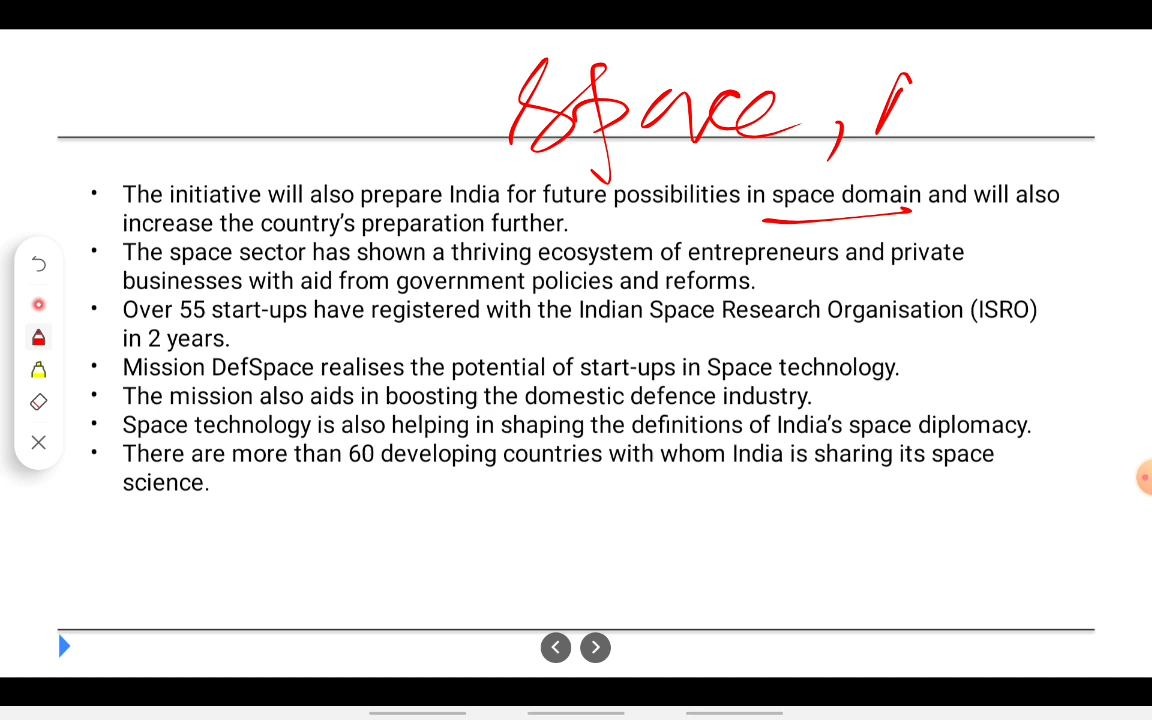 space,
• The initiative will also prepare India for future possibilities in space domain and will also
increase the country's preparation further.
• The space sector has shown a thriving ecosystem of entrepreneurs and private
businesses with aid from government policies and reforms.
• Over 55 start-ups have registered with the Indian Space Research Organisation (ISRO)
in 2 years.
• Mission DefSpace realises the potential of start-ups in Space technology.
• The mission also aids in boosting the domestic defence industry.
• Space technology is also helping in shaping the definitions of India's space diplomacy.
• There are more than 60 developing countries with whom India is sharing its space
science.